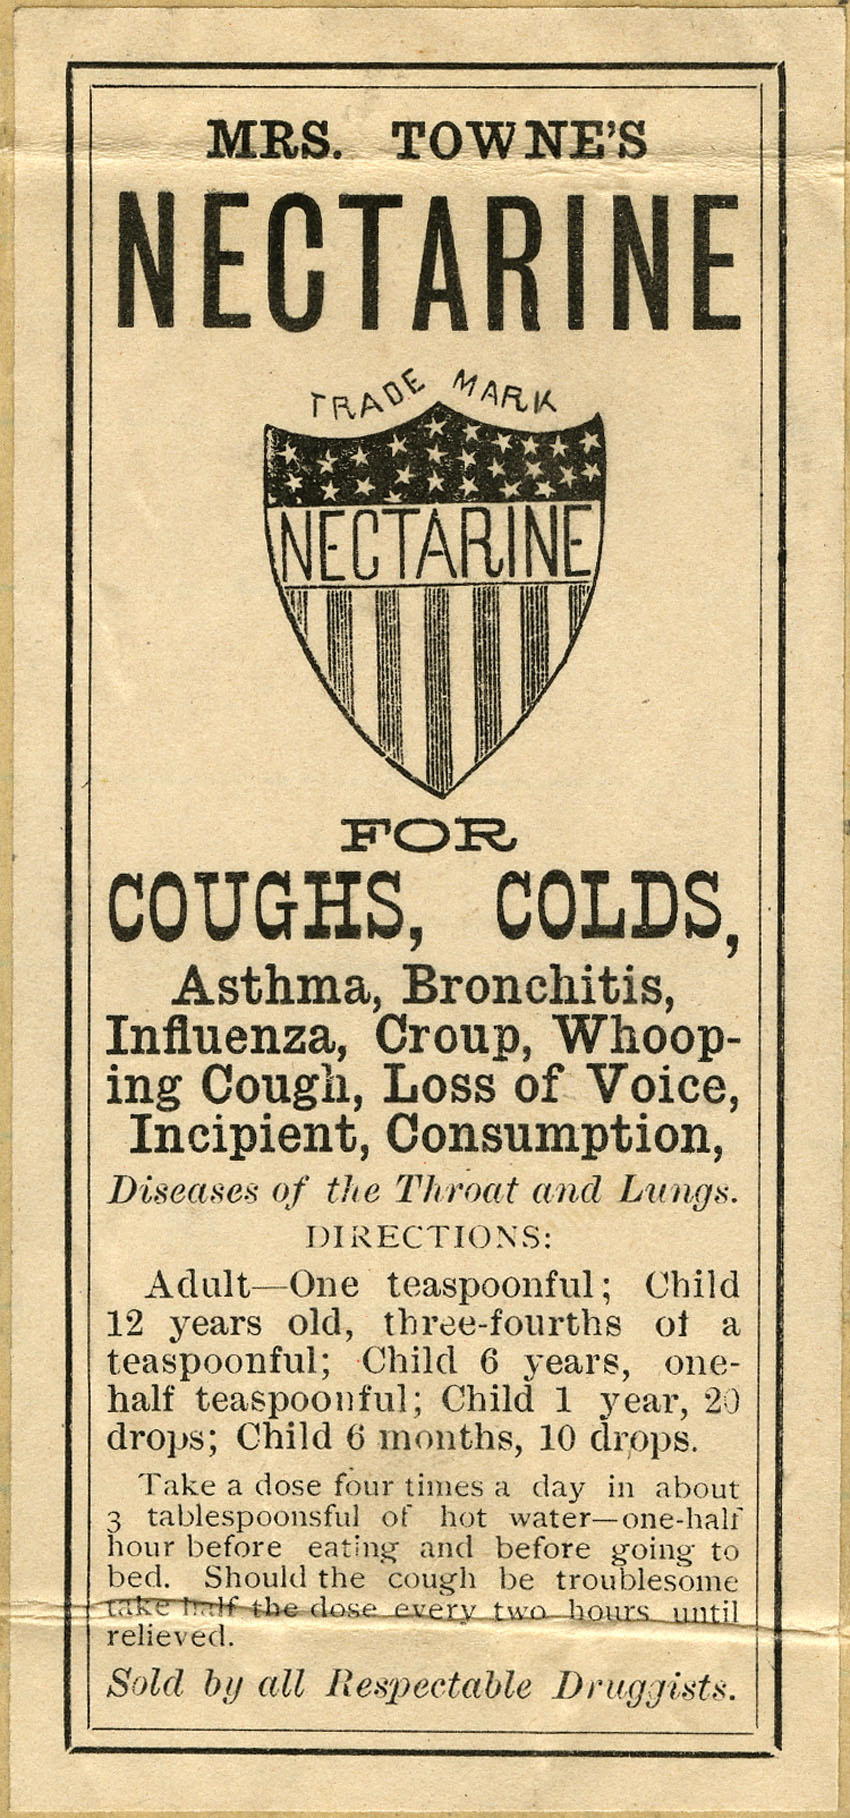 MRS. TOWNE'S
NECTARINE
TRADE MARK
NECTARINE
FOR
COUGHS, COLDS,
Asthma, Bronchitis,
Influenza, Croup, Whoop-
ing Cough, Loss of Voice,
Incipient, Consumption,
Diseases of the Throat and Lungs.
DIRECTIONS:
Adult—One teaspoonful; Child
12 years old, three-fourths of a
teaspoonful; Child 6 years, one-
half teaspoonful; Child 1 year, 20
drops; Child 6 months, 10 drops.
Take a dose four times a day in about
3 tablespoonsful of hot water—one-half
hour before eating and before going to
bed. Should the cough be troublesome
take half the dose every two hours until
relieved.
Sold by all Respectable Druggists.